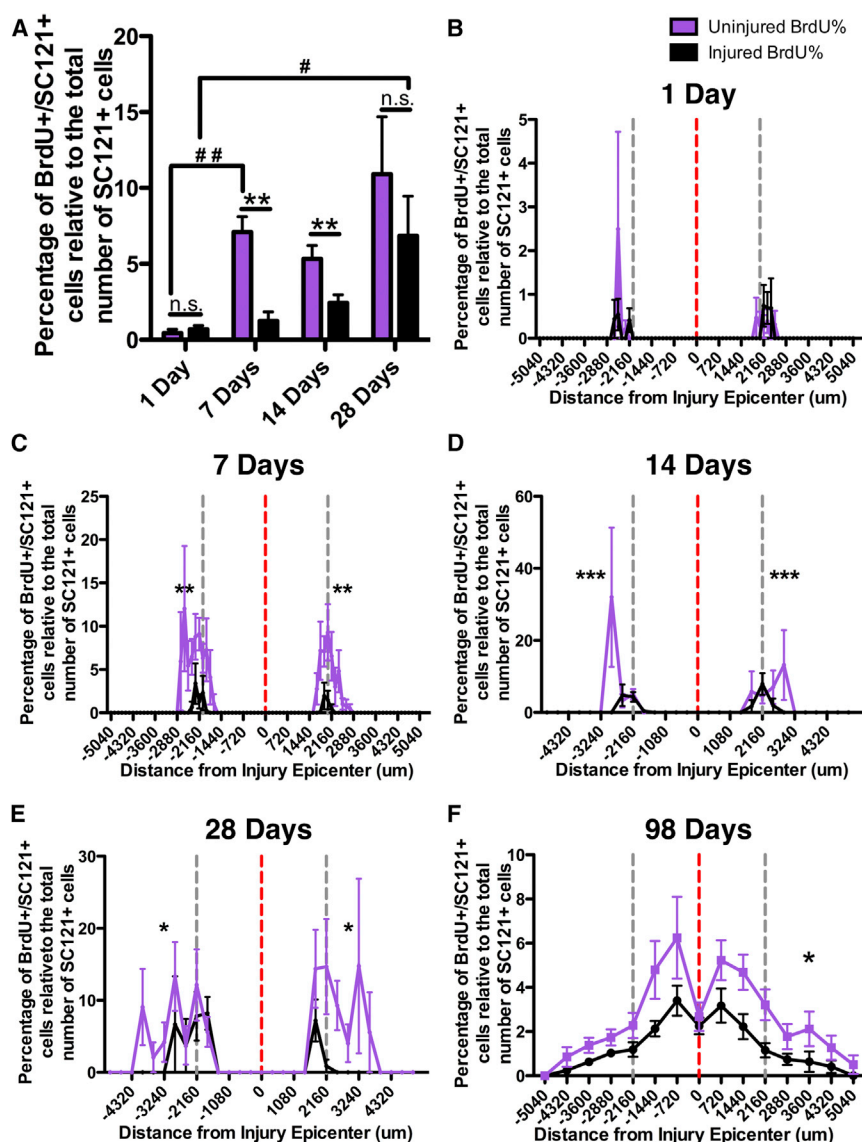 A
Percentage of BrdU+/SC121+
cells relative to the total
number of SC121+ cells
20
15
10
5
0
#
n.s.
##
**
**
n.s.
1 Day
7 Days
14 Days
28 Days
Uninjured BrdU%
Injured BrdU%
B
1 Day
Percentage of BrdU+/SC121+
cells relative to the total
number of SC121+ cells
5
4
3
2
1
0
-5040 -4320 -3600 -2880 -2160 -1440 -720 0 720 1440 2160 2880 3600 4320 5040
Distance from Injury Epicenter (um)
C
7 Days
Percentage of BrdU+/SC121+
cells relative to the total
number of SC121+ cells
25
20
15
10
5
0
**
**
-5040 -4320 -3600 -2880 -2160 -1440 -720 0 720 1440 2160 2880 3600 4320 5040
Distance from Injury Epicenter (um)
D
14 Days
Percentage of BrdU+/SC121+
cells relative to the total
number of SC121+ cells
60
40
20
0
***
***
-4320 -3240 -2160 -1080 0 1080 2160 3240 4320
Distance from Injury Epicenter (um)
E
28 Days
Percentage of BrdU+/SC121+
cells relativeto to the total
number of SC121+ cells
30
20
10
0
*
*
-4320 -3240 -2160 -1080 0 1080 2160 3240 4320
Distance from Injury Epicenter (um)
F
98 Days
Percentage of BrdU+/SC121+
cells relative to the total
number of SC121+ cells
10
8
6
4
2
0
*
-5040 -4320 -3600 -2880 -2160 -1440 -720 0 720 1440 2160 2880 3600 4320 5040
Distance from Injury Epicenter (um)